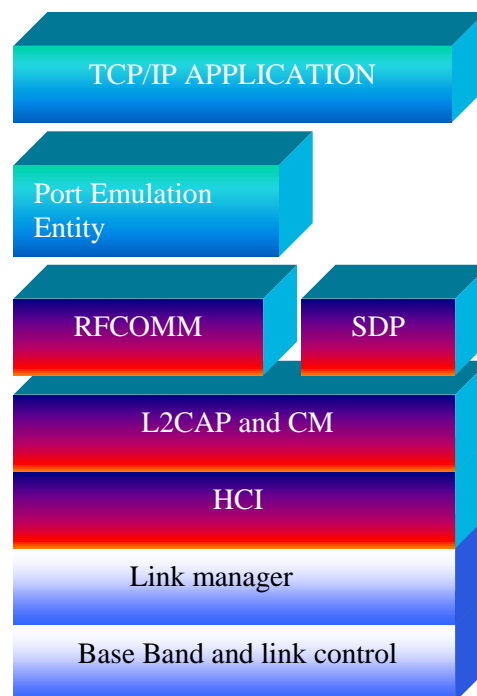 TCP/IP APPLICATION
Port Emulation
Entity
RFCOMM
SDP
L2CAP and CM
HCI
Link manager
Base Band and link control